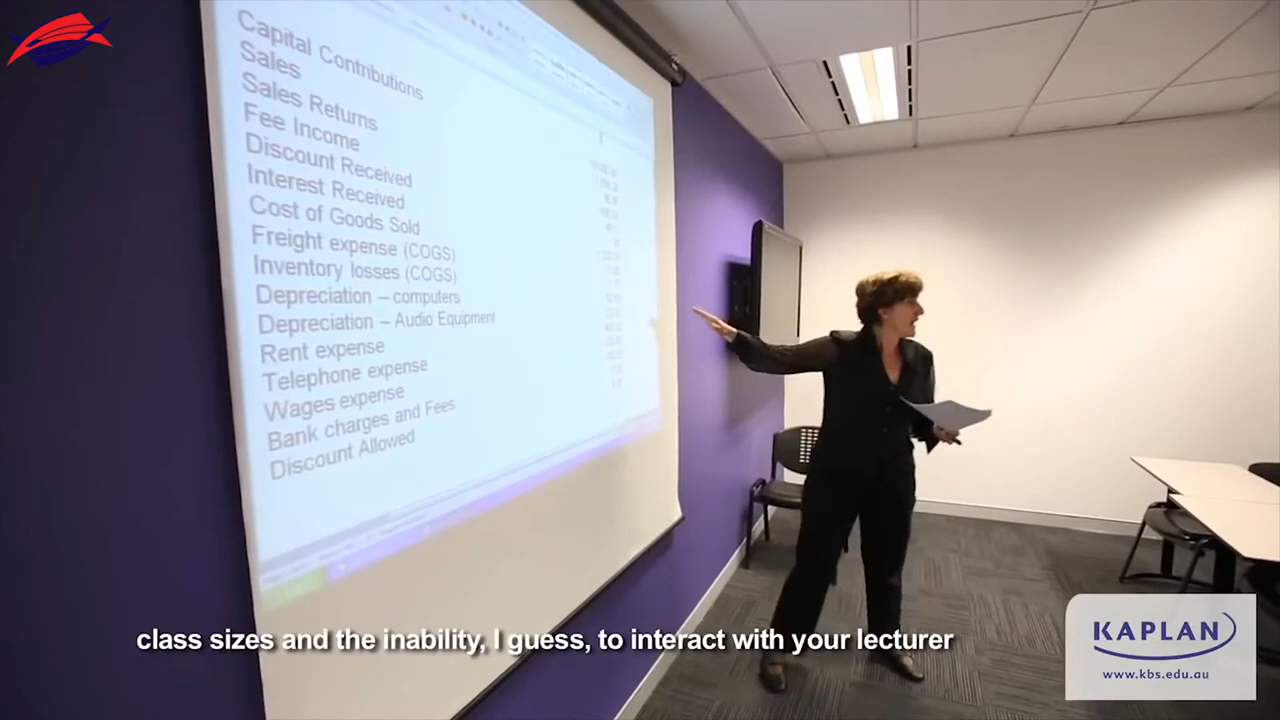 Capital Contributions
Sales
Sales Returns
Fee Income
Discount Received
Interest Received
Cost of Goods Sold
Freight expense (COGS)
Inventory losses (COGS)
Depreciation – computers
Depreciation – Audio Equipment
Rent expense
Telephone expense
Wages expense
Bank charges and Fees
Discount Allowed
class sizes and the inability, I guess, to interact with your lecturer
KAPLAN
www.kbs.edu.au